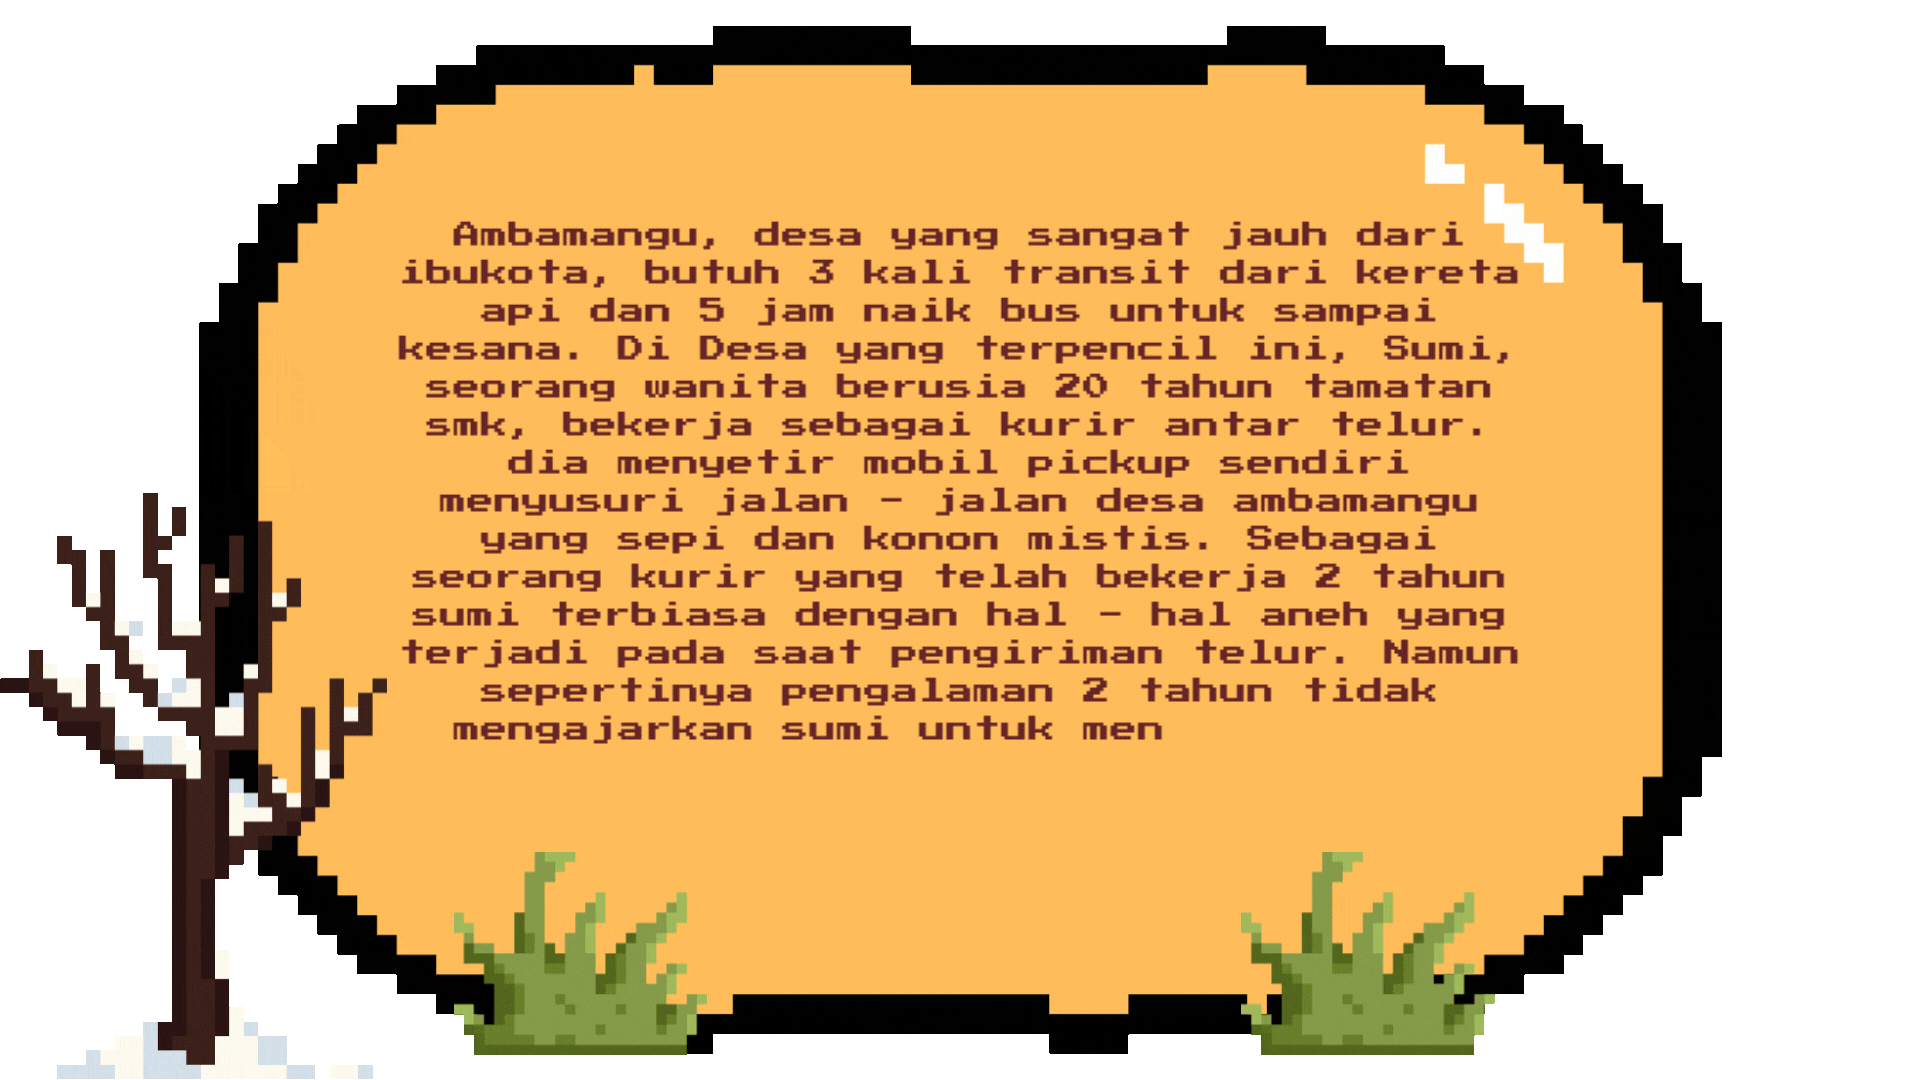 Ambamangu, desa yang sangat jauh dari
ibukota, butuh 3 kali transit dari kereta
api dan 5 jam naik bus untuk sampai
kesana. Di Desa yang terpencil ini, Sumi,
seorang wanita berusia 20 tahun tamatan
smk, bekerja sebagai kurir antar telur.
dia menyetir mobil pickup sendiri
menyusuri jalan - jalan desa ambamangu
yang sepi dan konon mistis. Sebagai
seorang kurir yang telah bekerja 2 tahun
sumi terbiasa dengan hal - hal aneh yang
terjadi pada saat pengiriman telur. Namun
sepertinya pengalaman 2 tahun tidak
mengajarkan sumi untuk men